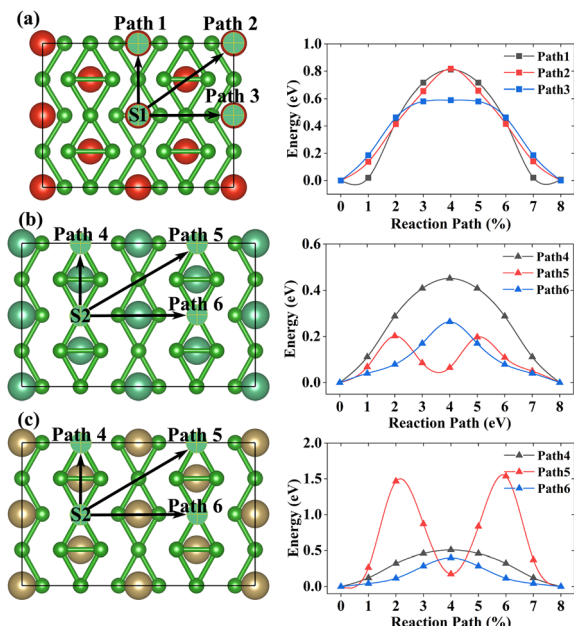 (a)
Path 1
Path 2
Path 3
S1
Energy (eV)
1.0
0.8
0.6
0.4
0.2
0.0
Path1
Path2
Path3
0 1 2 3 4 5 6 7 8
Reaction Path (%)
(b)
Path 4
Path 5
S2
Path 6
Energy (eV)
0.6
0.4
0.2
0.0
Path4
Path5
Path6
0 1 2 3 4 5 6 7 8
Reaction Path (eV)
(c)
Path 4
Path 5
S2
Path 6
Energy (eV)
2.0
1.5
1.0
0.5
0.0
Path4
Path5
Path6
0 1 2 3 4 5 6 7 8
Reaction Path (%)